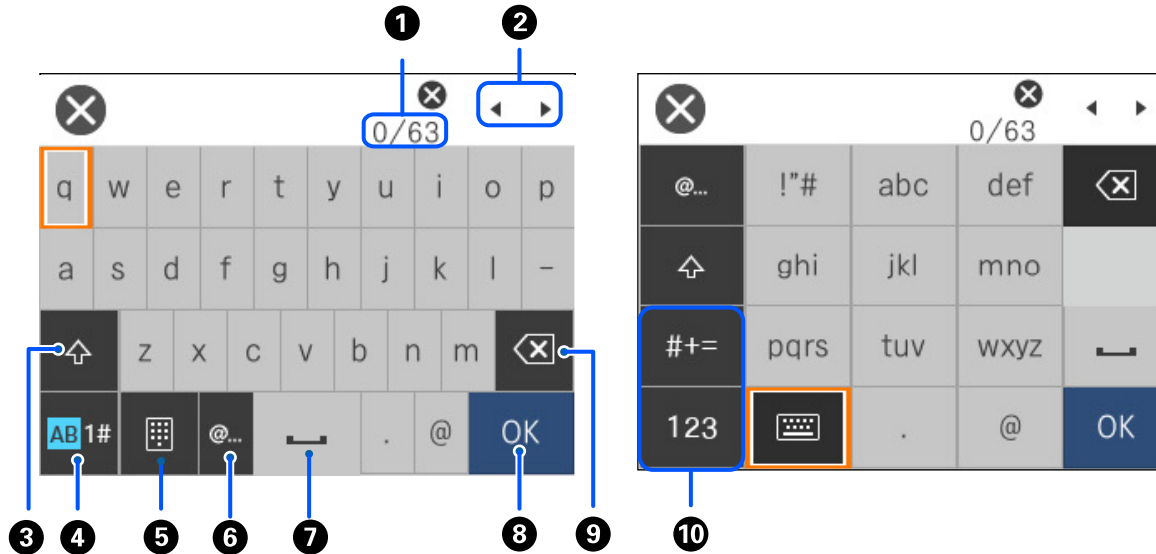 1 2
0/63 0/63
q w e r t y u i o p
@... !"# abc def
a s d f g h j k l -
ghi jkl mno
z x c v b n m
#+= pqrs tuv wxyz
AB 1# @... . @ OK
123 . @ OK
3 4 5 6 7 8 9 10